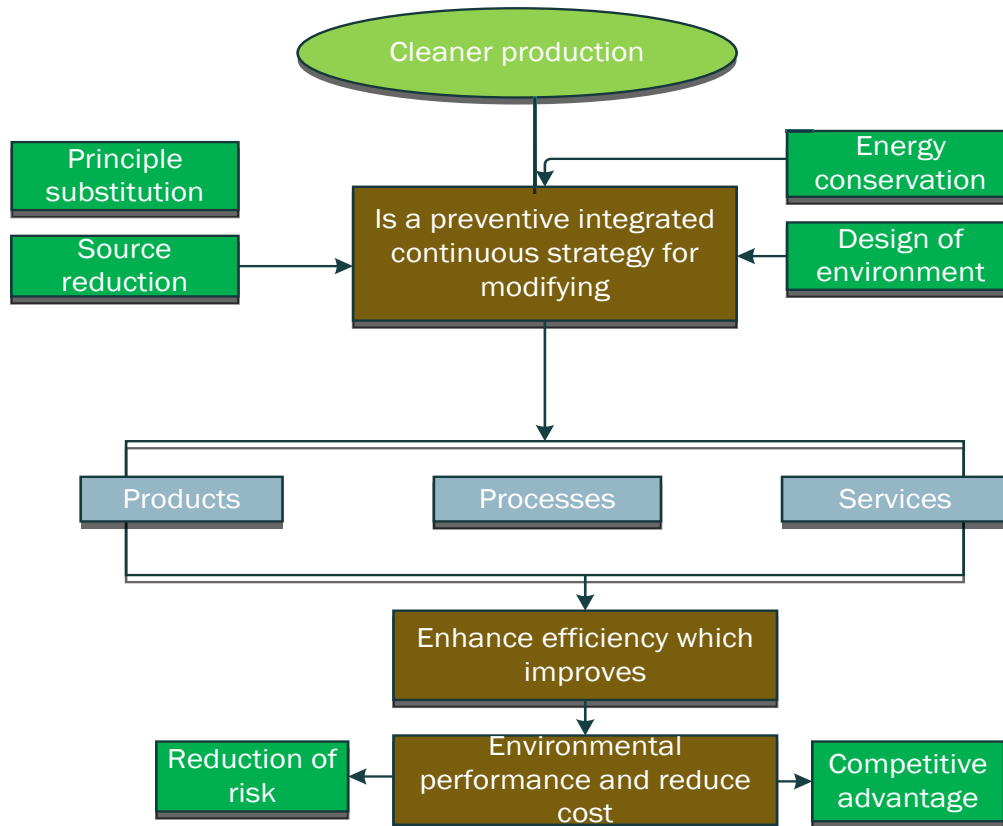 Cleaner production
Principle
substitution
Energy
conservation
Is a preventive integrated
continuous strategy for
modifying
Source
reduction
Design of
environment
Products
Processes
Services
Enhance efficiency which
improves
Reduction of
risk
Environmental
performance and reduce
cost
Competitive
advantage